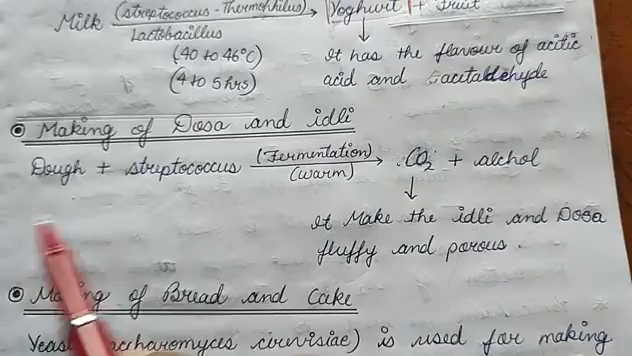 (streptococcus - Thermophilus)
Milk → Yoghurt + fruit
Lactobacillus
(40 to 46°C)
(4 to 5 hrs)
It has the flavour of acitic
acid and acetaldehyde
Making of Dosa and idli
Dough + streptococcus (Fermentation) → CO2 + alchol
(warm)
It Make the idli and Dosa
fluffy and porous.
Making of Bread and Cake
is used for making